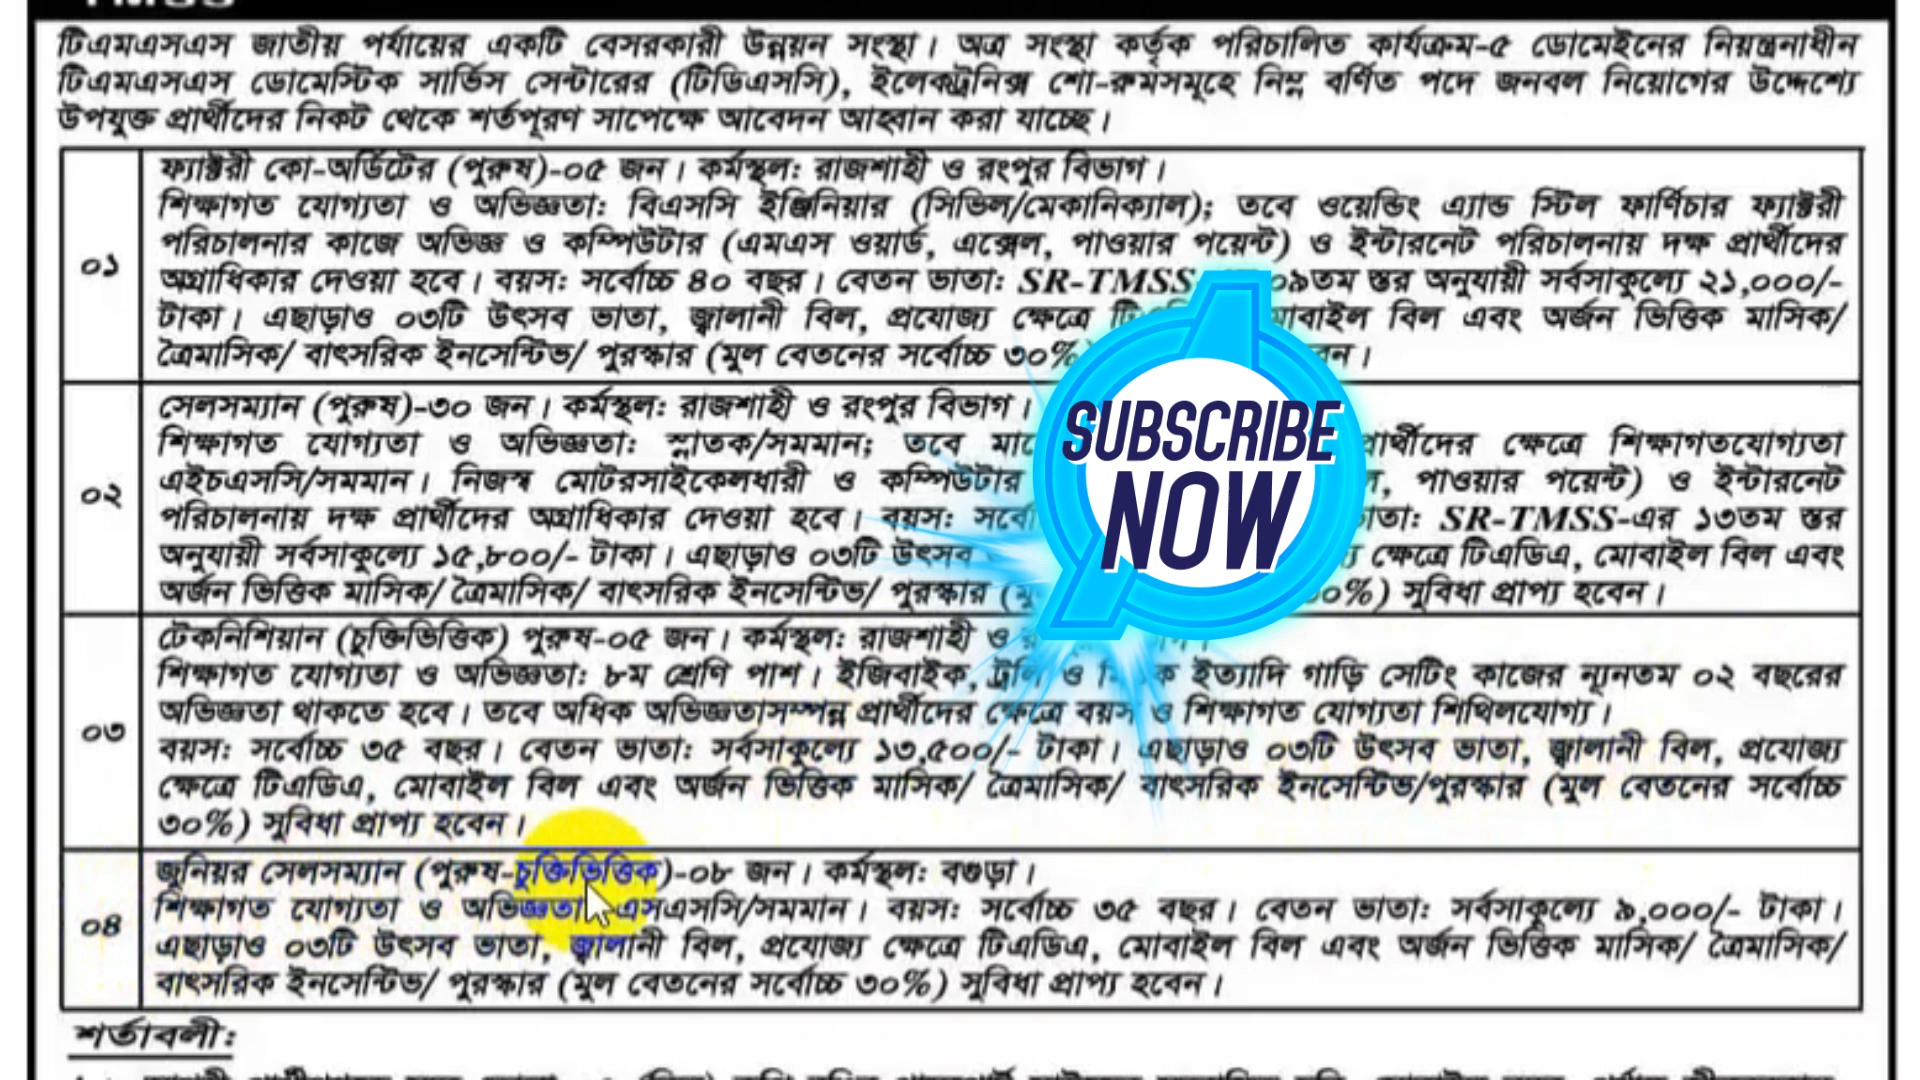 টিএমএসএস জাতীয় পর্যায়ের একটি বেসরকারী উন্নয়ন সংস্থা। অত্র সংস্থা কর্তৃক পরিচালিত কার্যক্রম-৫ ডোমেইনের নিয়ন্ত্রনাধীন
টিএমএসএস ডোমেস্টিক সার্ভিস সেন্টারের (টিডিএসসি), ইলেকট্রনিক্স শো-রুমসমূহে নিম্ন বর্ণিত পদে জনবল নিয়োগের উদ্দেশ্যে
উপযুক্ত প্রার্থীদের নিকট থেকে শর্তপূরণ সাপেক্ষে আবেদন আহ্বান করা যাচ্ছে।
০১
ফ্যাক্টরী কো-অর্ডিটের (পুরুষ)-০৫ জন। কর্মস্থল: রাজশাহী ও রংপুর বিভাগ।
শিক্ষাগত যোগ্যতা ও অভিজ্ঞতা: বিএসসি ইঞ্জিনিয়ার (সিভিল/মেকানিক্যাল); তবে ওয়েল্ডিং এ্যান্ড স্টিল ফার্ণিচার ফ্যাক্টরী
পরিচালনার কাজে অভিজ্ঞ ও কম্পিউটার (এমএস ওয়ার্ড, এক্সেল, পাওয়ার পয়েন্ট) ও ইন্টারনেট পরিচালনায় দক্ষ প্রার্থীদের
অগ্রাধিকার দেওয়া হবে। বয়স: সর্বোচ্চ ৪০ বছর। বেতন ভাতা: SR-TMSS ০৯তম স্তর অনুযায়ী সর্বসাকুল্যে ২১,০০০/-
টাকা। এছাড়াও ০৩টি উৎসব ভাতা, জ্বালানী বিল, প্রযোজ্য ক্ষেত্রে মোবাইল বিল এবং অর্জন ভিত্তিক মাসিক/
ত্রৈমাসিক/ বাৎসরিক ইনসেন্টিভ/ পুরস্কার (মুল বেতনের সর্বোচ্চ ৩০%)
০২
সেলসম্যান (পুরুষ)-৩০ জন। কর্মস্থল: রাজশাহী ও রংপুর বিভাগ।
শিক্ষাগত যোগ্যতা ও অভিজ্ঞতা: স্নাতক/সমমান; তবে প্রার্থীদের ক্ষেত্রে শিক্ষাগতযোগ্যতা
এইচএসসি/সমমান। নিজস্ব মোটরসাইকেলধারী ও কম্পিউটার পাওয়ার পয়েন্ট) ও ইন্টারনেট
পরিচালনায় দক্ষ প্রার্থীদের অগ্রাধিকার দেওয়া হবে। বয়স: SR-TMSS-এর ১৩তম স্তর
অনুযায়ী সর্বসাকুল্যে ১৫,৮০০/- টাকা। এছাড়াও ০৩টি উৎসব ক্ষেত্রে টিএডিএ, মোবাইল বিল এবং
অর্জন ভিত্তিক মাসিক/ ত্রৈমাসিক/ বাৎসরিক ইনসেন্টিভ/ পুরস্কার সুবিধা প্রাপ্য হবেন।
০৩
টেকনিশিয়ান (চুক্তিভিত্তিক) পুরুষ-০৫ জন। কর্মস্থল: রাজশাহী ও
শিক্ষাগত যোগ্যতা ও অভিজ্ঞতা: ৮ম শ্রেণি পাশ। ইজিবাইক, ট্রলি ও ইত্যাদি গাড়ি সেটিং কাজের ন্যূনতম ০২ বছরের
অভিজ্ঞতা থাকতে হবে। তবে অধিক অভিজ্ঞতাসম্পন্ন প্রার্থীদের ক্ষেত্রে বয়স ও শিক্ষাগত যোগ্যতা শিথিলযোগ্য।
বয়স: সর্বোচ্চ ৩৫ বছর। বেতন ভাতা: সর্বসাকুল্যে ১৩,৫০০/- টাকা। এছাড়াও ০৩টি উৎসব ভাতা, জ্বালানী বিল, প্রযোজ্য
ক্ষেত্রে টিএডিএ, মোবাইল বিল এবং অর্জন ভিত্তিক মাসিক/ ত্রৈমাসিক/ বাৎসরিক ইনসেন্টিভ/পুরস্কার (মুল বেতনের সর্বোচ্চ
৩০%) সুবিধা প্রাপ্য হবেন।
০৪
জুনিয়র সেলসম্যান (পুরুষ-চুক্তিভিত্তিক)-০৮ জন। কর্মস্থল: বগুড়া।
শিক্ষাগত যোগ্যতা ও অভিজ্ঞতা এসএসসি/সমমান। বয়স: সর্বোচ্চ ৩৫ বছর। বেতন ভাতা: সর্বসাকুল্যে ৯,০০০/- টাকা।
এছাড়াও ০৩টি উৎসব ভাতা, জ্বালানী বিল, প্রযোজ্য ক্ষেত্রে টিএডিএ, মোবাইল বিল এবং অর্জন ভিত্তিক মাসিক/ ত্রৈমাসিক/
বাৎসরিক ইনসেন্টিভ/ পুরস্কার (মুল বেতনের সর্বোচ্চ ৩০%) সুবিধা প্রাপ্য হবেন।
শর্তাবলী:
SUBSCRIBE
NOW